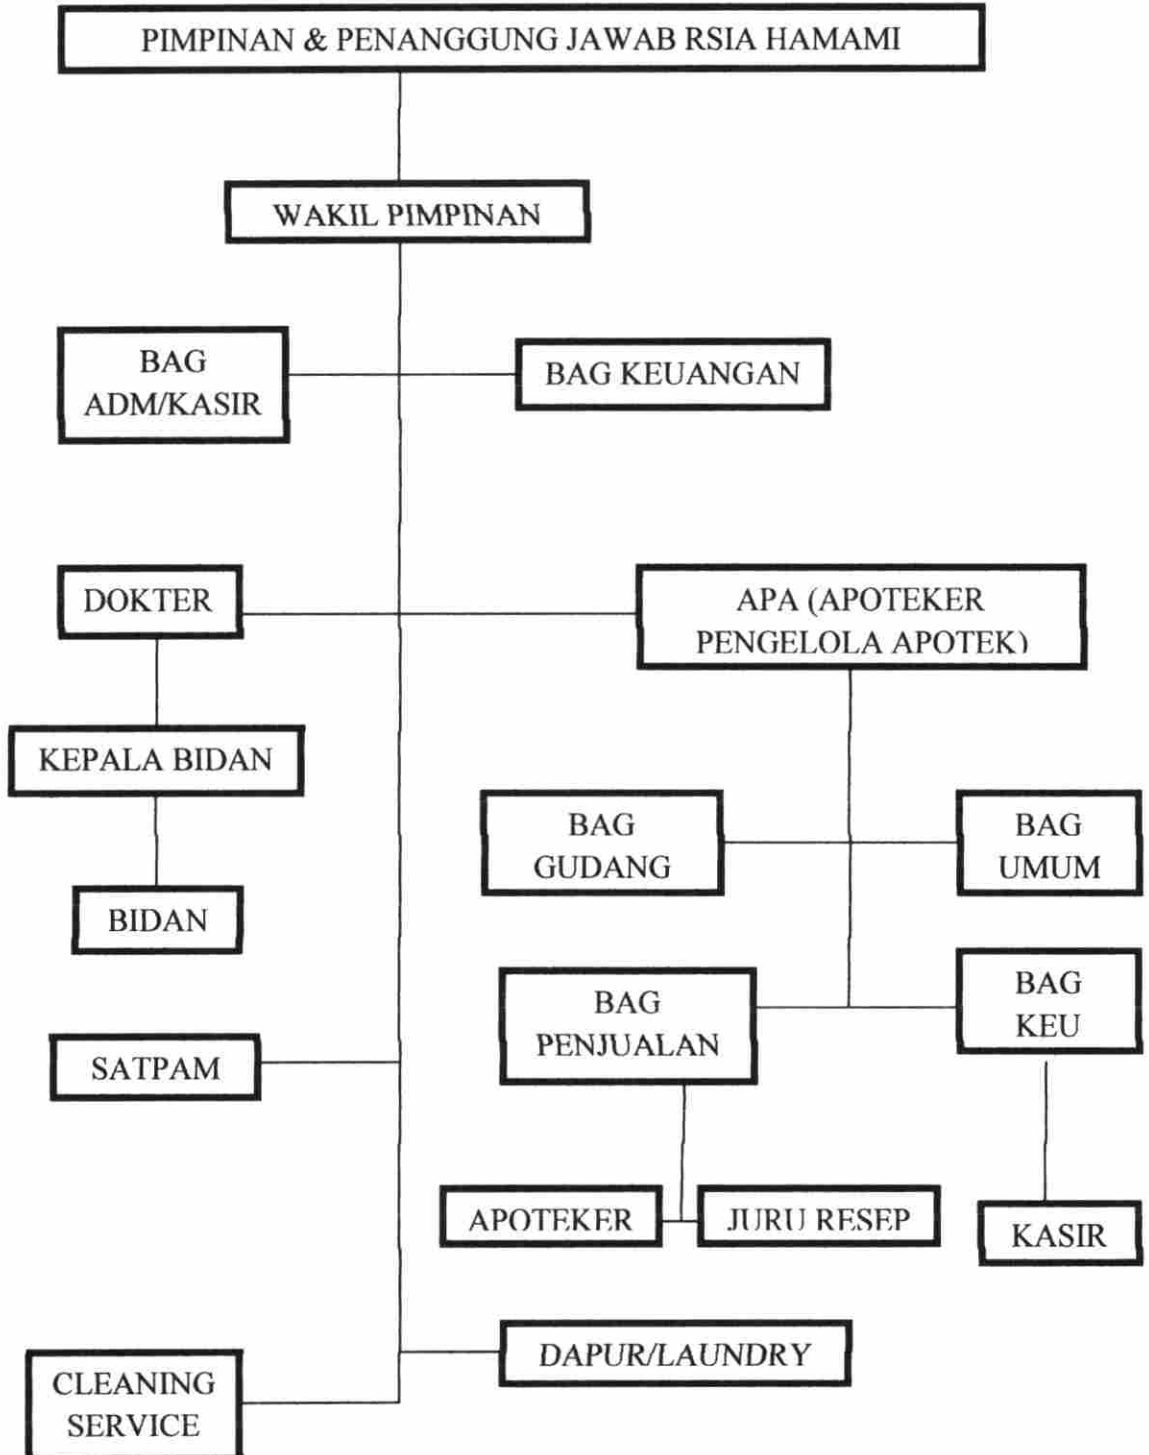 PIMPINAN & PENANGGUNG JAWAB RSIA HAMAMI
WAKIL PIMPINAN
BAG
ADM/KASIR
BAG KEUANGAN
DOKTER
APA (APOTEKER
PENGELOLA APOTEK)
KEPALA BIDAN
BAG
GUDANG
BAG
UMUM
BIDAN
BAG
PENJUALAN
BAG
KEU
SATPAM
APOTEKER
JURU RESEP
KASIR
DAPUR/LAUNDRY
CLEANING
SERVICE